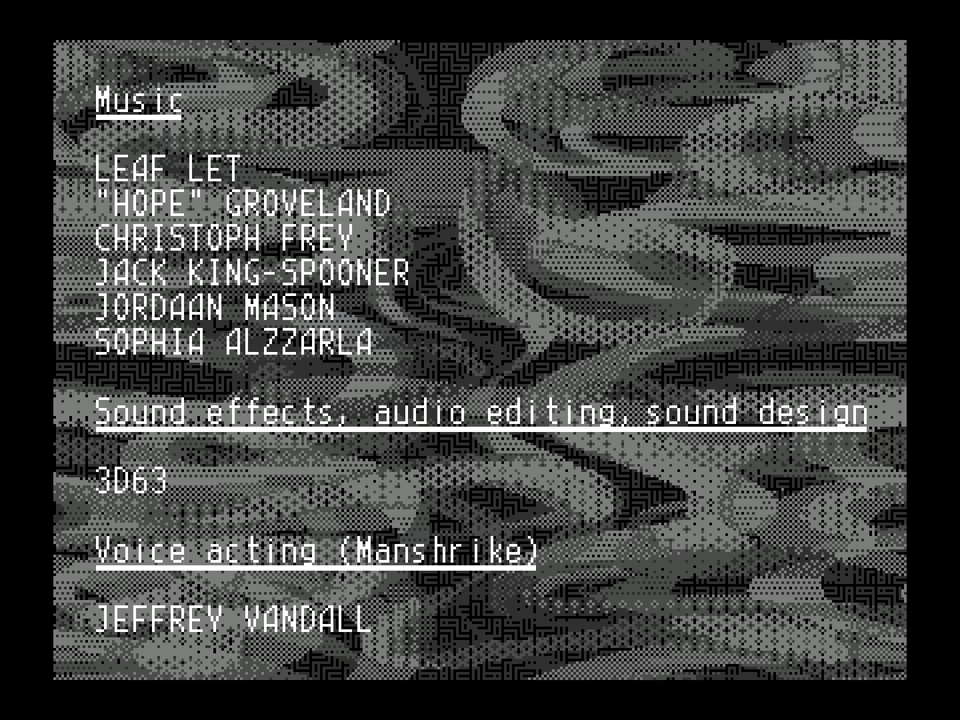 Music
LEAF LET
"HOPE" GROVELAND
CHRISTOPH FREY
JACK KING-SPOONER
JORDAAN MASON
SOPHIA ALZZARLA
Sound effects, audio editing, sound design
3D63
Voice acting (Manshrike)
JEFFREY VANDALL